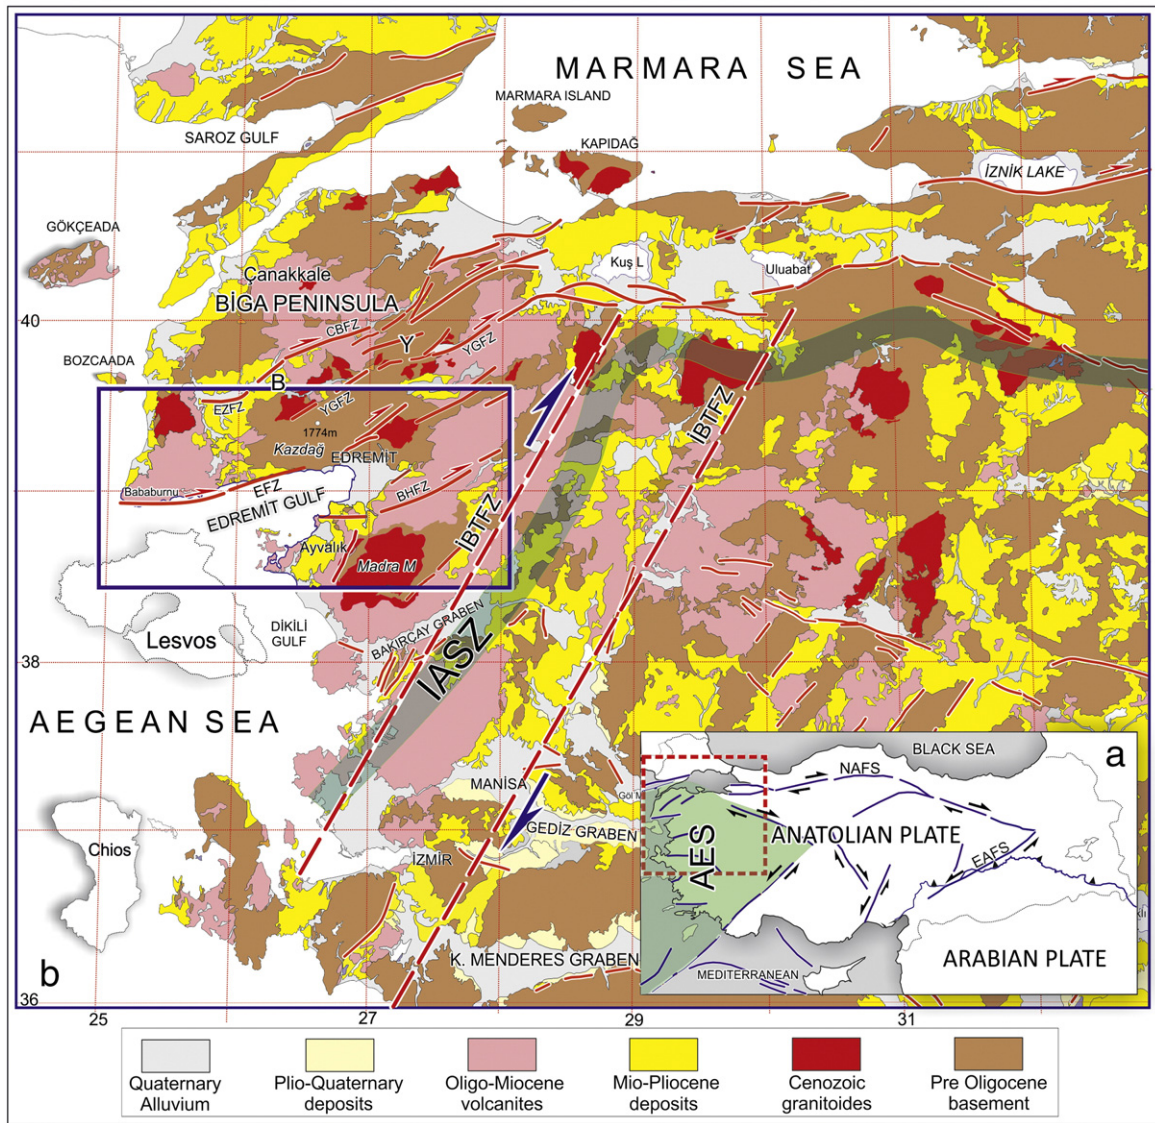 MARMARA SEA
MARMARA ISLAND
SAROZ GULF
KAPIDAĞ
İZNİK LAKE
GÖKÇEADA
Çanakkale
Kuş L
Uluabat
BİGA PENINSULA
40
CBFZ
Y
YGFZ
BOZCAADA
B
EZFZ
YGFZ
İBTFZ
1774m
Kazdağ
EDREMİT
Bababurnu
EFZ
BHFZ
EDREMIT GULF
İBTFZ
Ayvalık
Madra M
Lesvos
DİKİLİ
GULF
BAKIRÇAY GRABEN
38
IASZ
AEGEAN SEA
a
BLACK SEA
NAFS
MANİSA
Göl M
GEDİZ GRABEN
ANATOLIAN PLATE
AES
EAFS
Chios
İZMİR
ARABIAN PLATE
K. MENDERES GRABEN
MEDITERRANEAN
b
36
25
27
29
31
Quaternary
Alluvium
Plio-Quaternary
deposits
Oligo-Miocene
volcanites
Mio-Pliocene
deposits
Cenozoic
granitoides
Pre Oligocene
basement